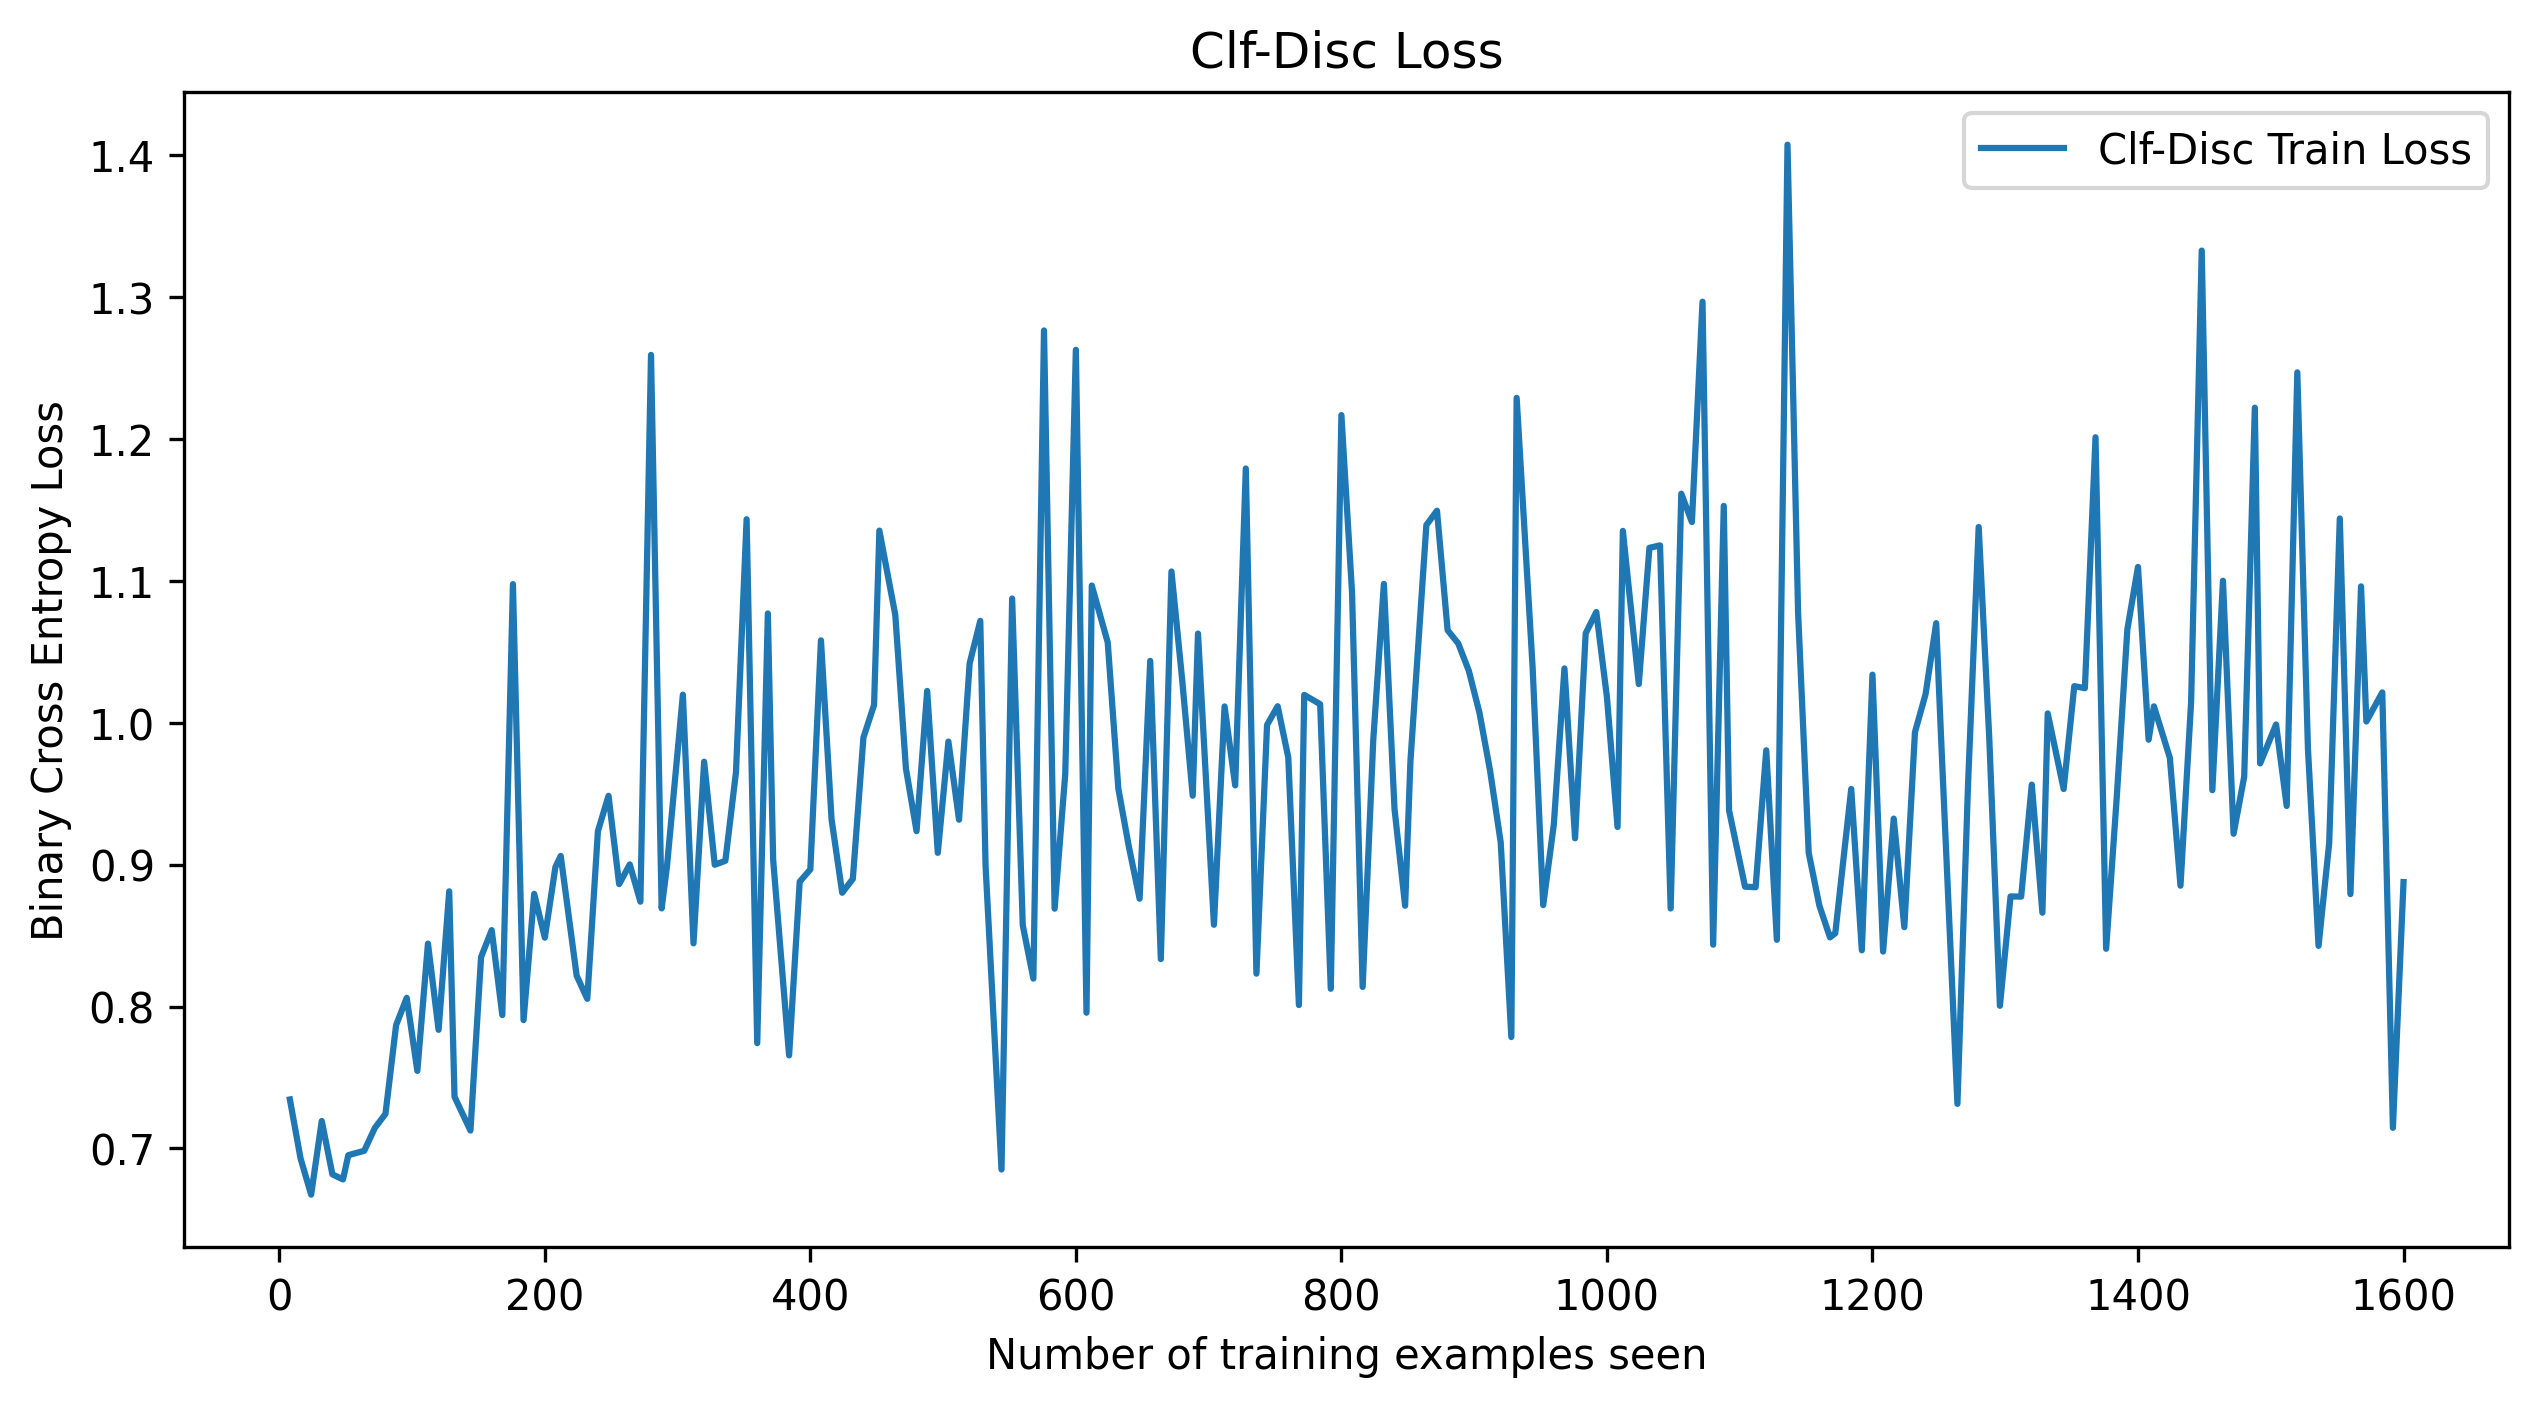 Clf-Disc Loss
Clf-Disc Train Loss
Binary Cross Entropy Loss
1.4
1.3
1.2
1.1
1.0
0.9
0.8
0.7
0 200 400 600 800 1000 1200 1400 1600
Number of training examples seen